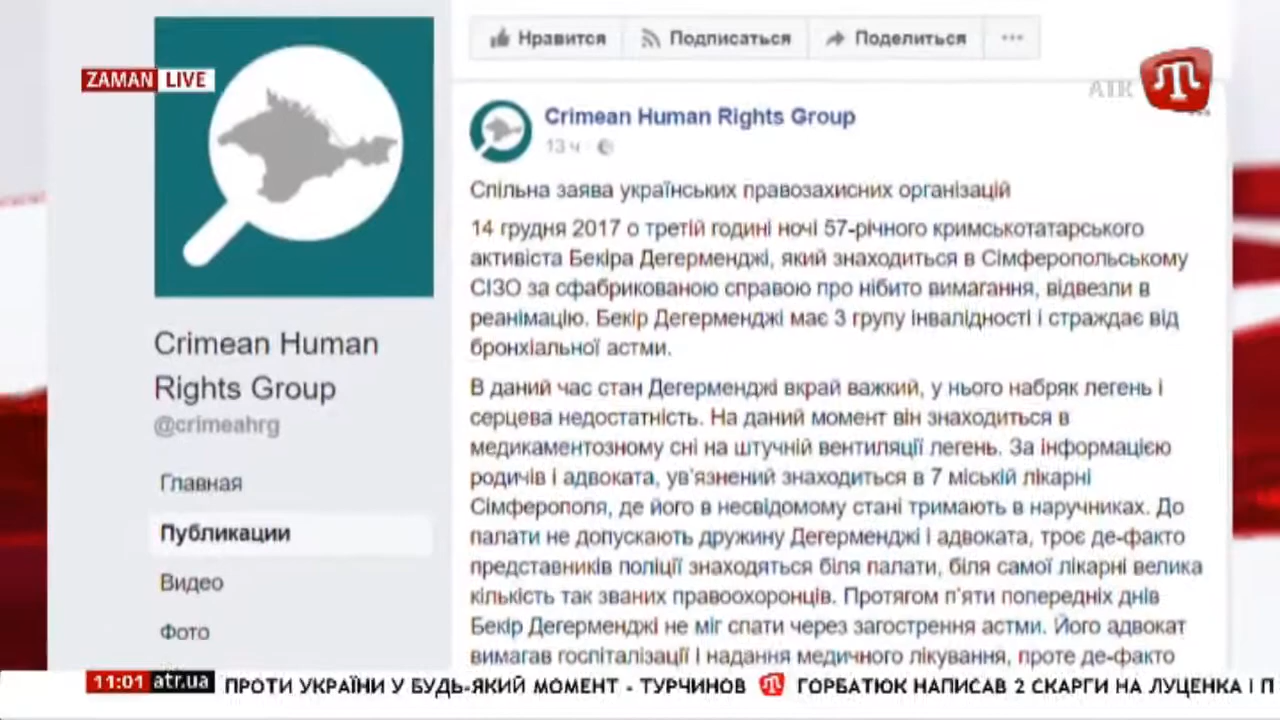 ZAMAN LIVE
Нравится
Подписаться
Поделиться
ATR
Crimean Human Rights Group
13 ч
Спільна заява українських правозахисних організацій
14 грудня 2017 о третій годині ночі 57-річного кримськотатарського
активіста Бекіра Дегерменджі, який знаходиться в Сімферопольському
СІЗО за сфабрикованою справою про нібито вимагання, відвезли в
реанімацію. Бекір Дегерменджі має 3 групу інвалідності і страждає від
бронхіальної астми.
В даний час стан Дегерменджі вкрай важкий, у нього набряк легень і
серцева недостатність. На даний момент він знаходиться в
медикаментозному сні на штучній вентиляції легень. За інформацією
родичів і адвоката, ув'язнений знаходиться в 7 міській лікарні
Сімферополя, де його в несвідомому стані тримають в наручниках. До
палати не допускають дружину Дегерменджі і адвоката, троє де-факто
представників поліції знаходяться біля палати, біля самої лікарні велика
кількість так званих правоохоронців. Протягом п'яти попередніх днів
Бекір Дегерменджі не міг спати через загострення астми. Його адвокат
вимагав госпіталізації і надання медичного лікування, проте де-факто
Crimean Human
Rights Group
@crimeahrg
Главная
Публикации
Видео
Фото
11:01 atr.ua ПРОТИ УКРАЇНИ У БУДЬ-ЯКИЙ МОМЕНТ - ТУРЧИНОВ ГОРБАТЮК НАПИСАВ 2 СКАРГИ НА ЛУЦЕНКА І П